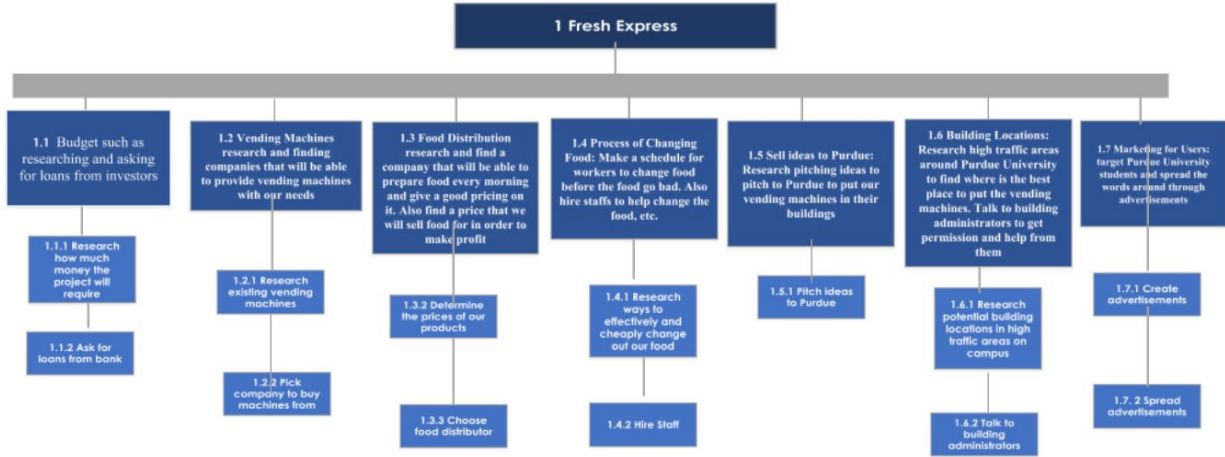 1 Fresh Express
1.1 Budget such as
researching and asking
for loans from investors
1.1.1 Research
how much
money the
project will
require
1.1.2 Ask for
loans from bank
1.2 Vending Machines
research and finding
companies that will be able
to provide vending machines
with our needs
1.2.1 Research
existing vending
machines
1.2.2 Pick
company to buy
machines from
1.3 Food Distribution
research and find a
company that will be able to
prepare food every morning
and give a good pricing on
it. Also find a price that we
will sell food for in order to
make profit
1.3.2 Determine
the prices of our
products
1.3.3 Choose
food distributor
1.4 Process of Changing
Food: Make a schedule for
workers to change food
before the food go bad. Also
hire staffs to help change the
food, etc.
1.4.1 Research
ways to
effectively and
cheaply change
out our food
1.4.2 Hire Staff
1.5 Sell ideas to Purdue:
Research pitching ideas to
pitch to Purdue to put our
vending machines in their
buildings
1.5.1 Pitch ideas
to Purdue
1.6 Building Locations:
Research high traffic areas
around Purdue University
to find where is the best
place to put the vending
machines. Talk to building
administrators to get
permission and help from
them
1.6.1 Research
potential building
locations in high
traffic areas on
campus
1.6.2 Talk to
building
administrators
1.7 Marketing for Users:
target Purdue University
students and spread the
words around through
advertisements
1.7.1 Create
advertisements
1.7. 2 Spread
advertisements